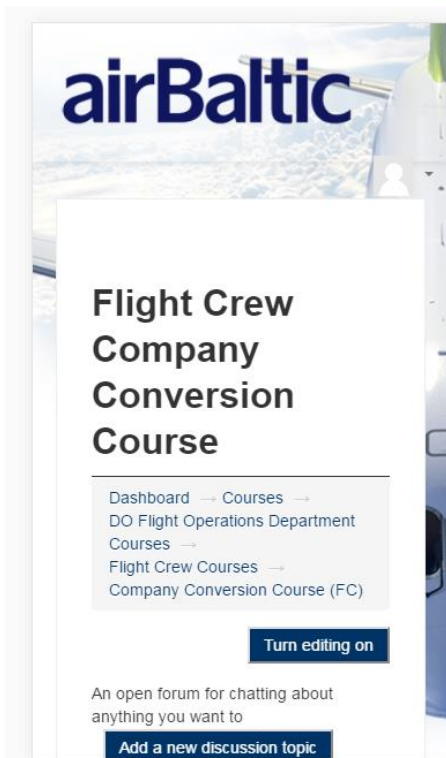 airBaltic
Flight Crew
Company
Conversion
Course
Dashboard → Courses →
DO Flight Operations Department
Courses →
Flight Crew Courses →
Company Conversion Course (FC)
Turn editing on
An open forum for chatting about
anything you want to
Add a new discussion topic